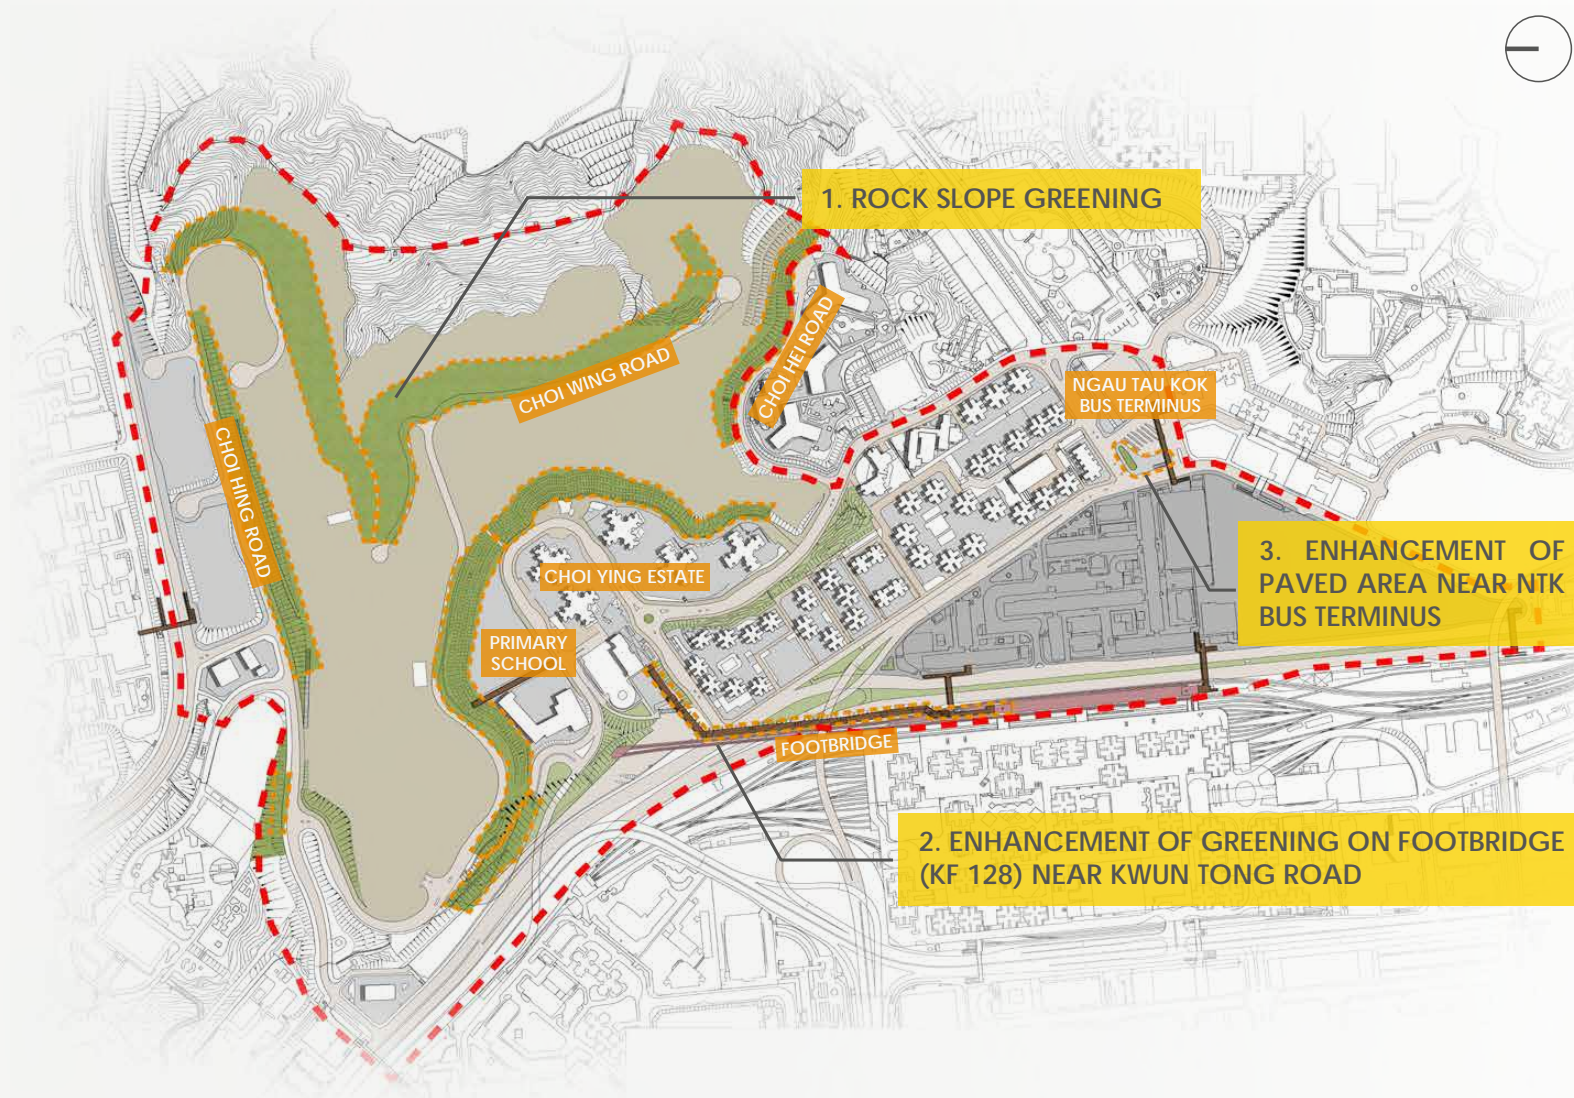 1. ROCK SLOPE GREENING
CHOI HEI ROAD
CHOI WING ROAD
NGAU TAU KOK
BUS TERMINUS
CHOI HING ROAD
3. ENHANCEMENT OF
PAVED AREA NEAR NTK
BUS TERMINUS
CHOI YING ESTATE
PRIMARY
SCHOOL
FOOTBRIDGE
2. ENHANCEMENT OF GREENING ON FOOTBRIDGE
(KF 128) NEAR KWUN TONG ROAD